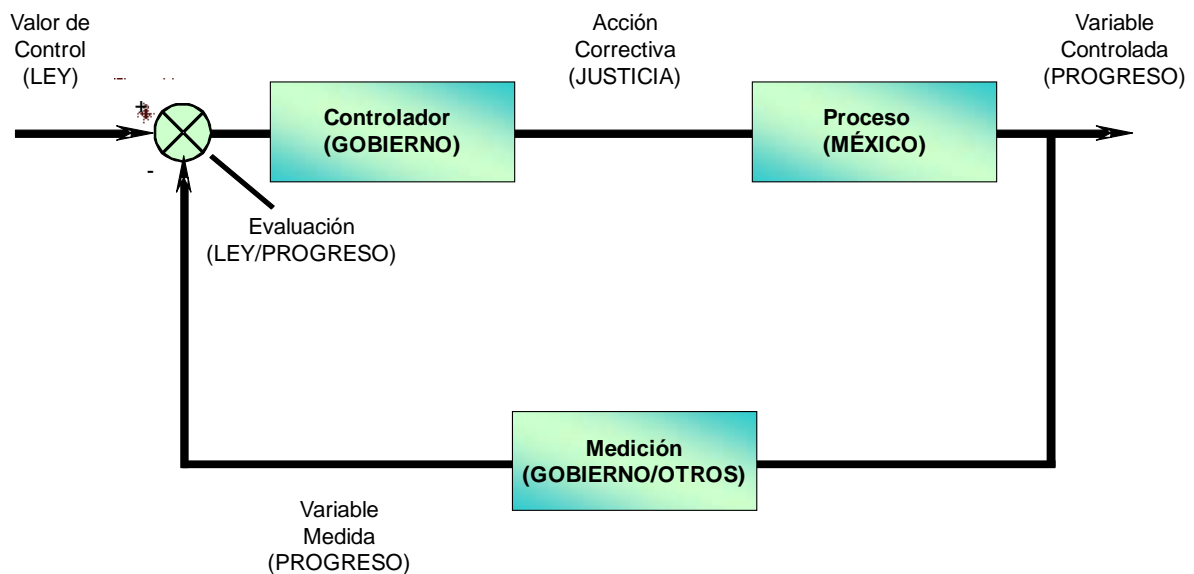 Valor de
Control
(LEY)
Acción
Correctiva
(JUSTICIA)
Variable
Controlada
(PROGRESO)
+
Controlador
(GOBIERNO)
Proceso
(MÉXICO)
-
Evaluación
(LEY/PROGRESO)
Medición
(GOBIERNO/OTROS)
Variable
Medida
(PROGRESO)